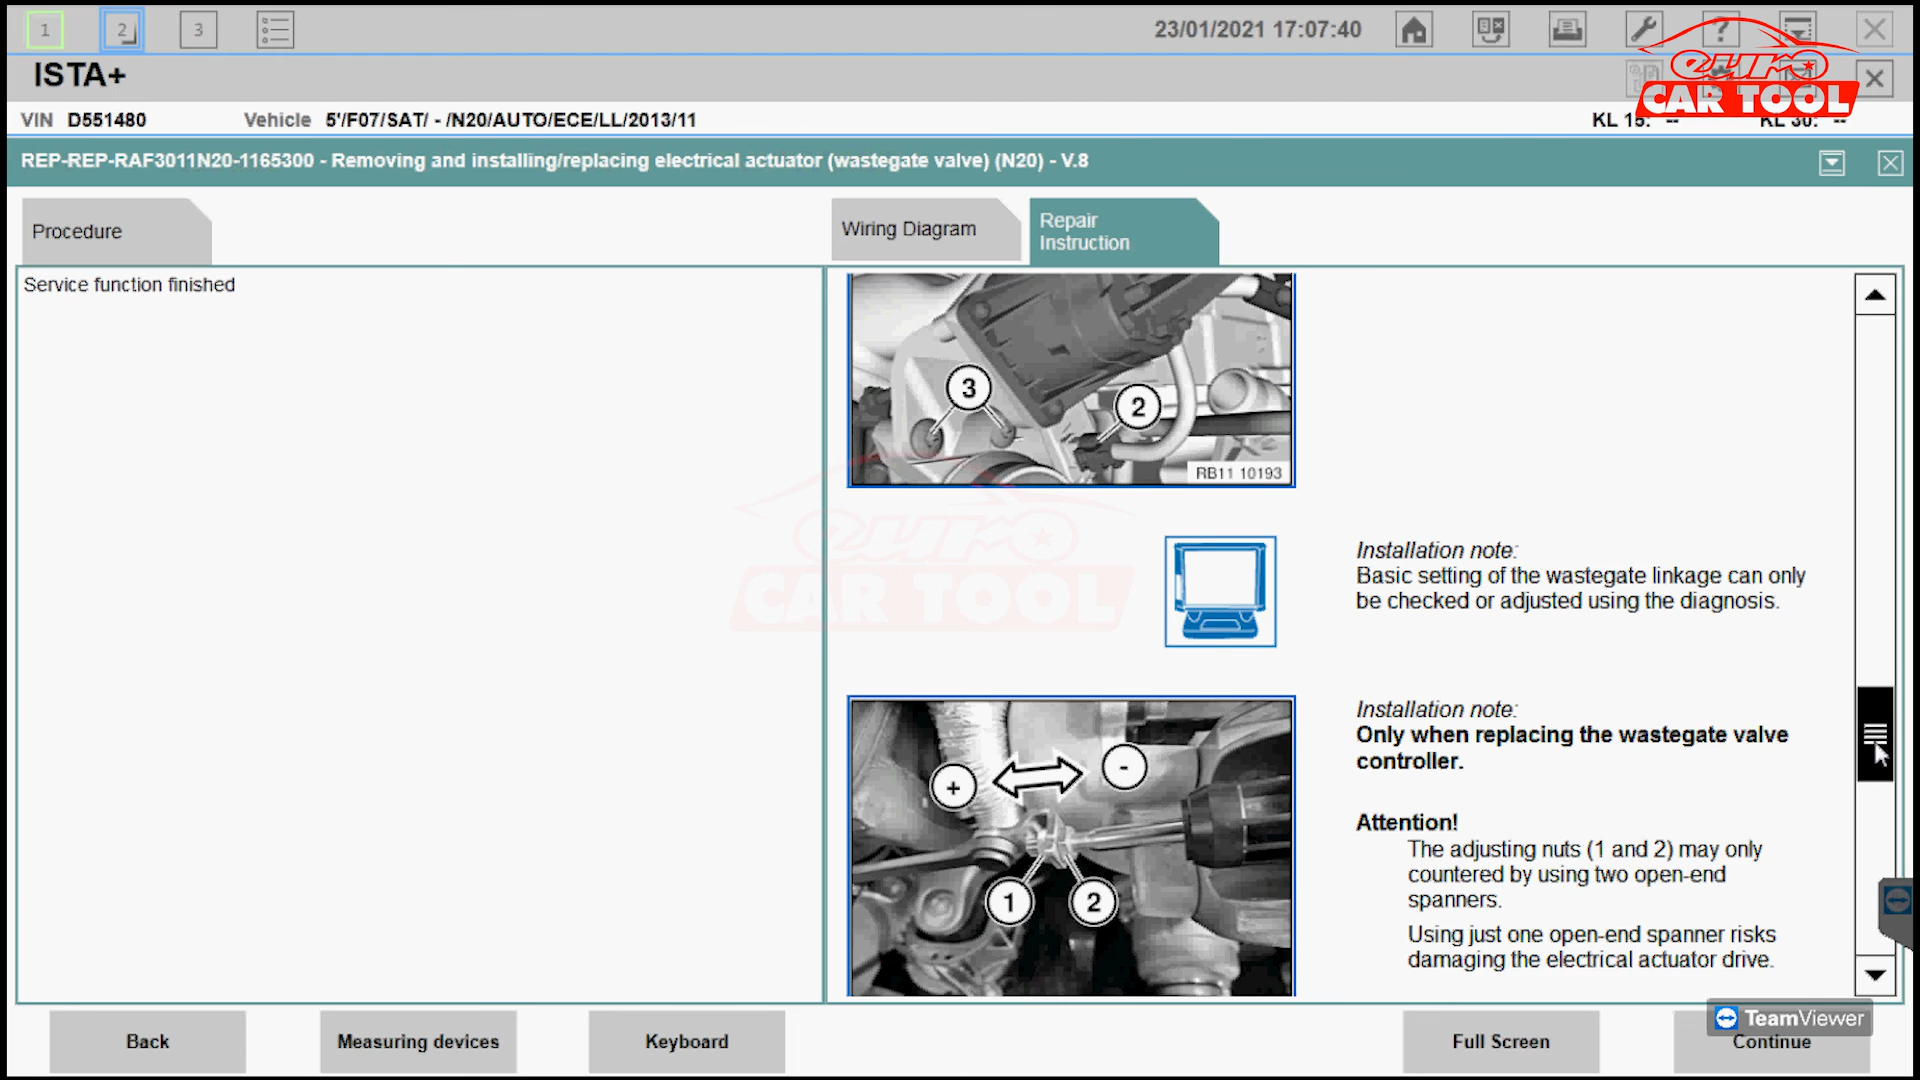 1
2
3
23/01/2021 17:07:40
?
euro
CAR TOOL
ISTA+
VIN D551480
Vehicle 5'/F07/SAT/ - /N20/AUTO/ECE/LL/2013/11
KL 15: --
KL 30: --
REP-REP-RAF3011N20-1165300 - Removing and installing/replacing electrical actuator (wastegate valve) (N20) - V.8
Procedure
Wiring Diagram
Repair
Instruction
Service function finished
3
2
RB11 10193
euro
CAR TOOL
Installation note:
Basic setting of the wastegate linkage can only
be checked or adjusted using the diagnosis.
+
-
1
2
Installation note:
Only when replacing the wastegate valve
controller.
Attention!
The adjusting nuts (1 and 2) may only
countered by using two open-end
spanners.
Using just one open-end spanner risks
damaging the electrical actuator drive.
TeamViewer
Back
Measuring devices
Keyboard
Full Screen
Continue